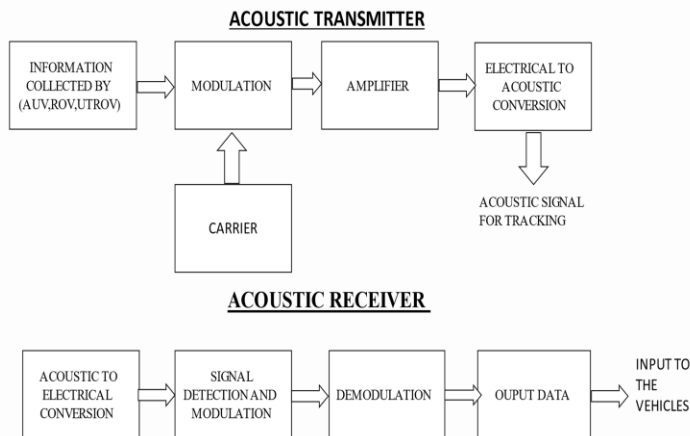 ACOUSTIC TRANSMITTER
INFORMATION
COLLECTED BY
(AUV,ROV,UTROV)
MODULATION
AMPLIFIER
ELECTRICAL TO
ACOUSTIC
CONVERSION
CARRIER
ACOUSTIC SIGNAL
FOR TRACKING
ACOUSTIC RECEIVER
ACOUSTIC TO
ELECTRICAL
CONVERSION
SIGNAL
DETECTION AND
MODULATION
DEMODULATION
OUPUT DATA
INPUT TO
THE
VEHICLES